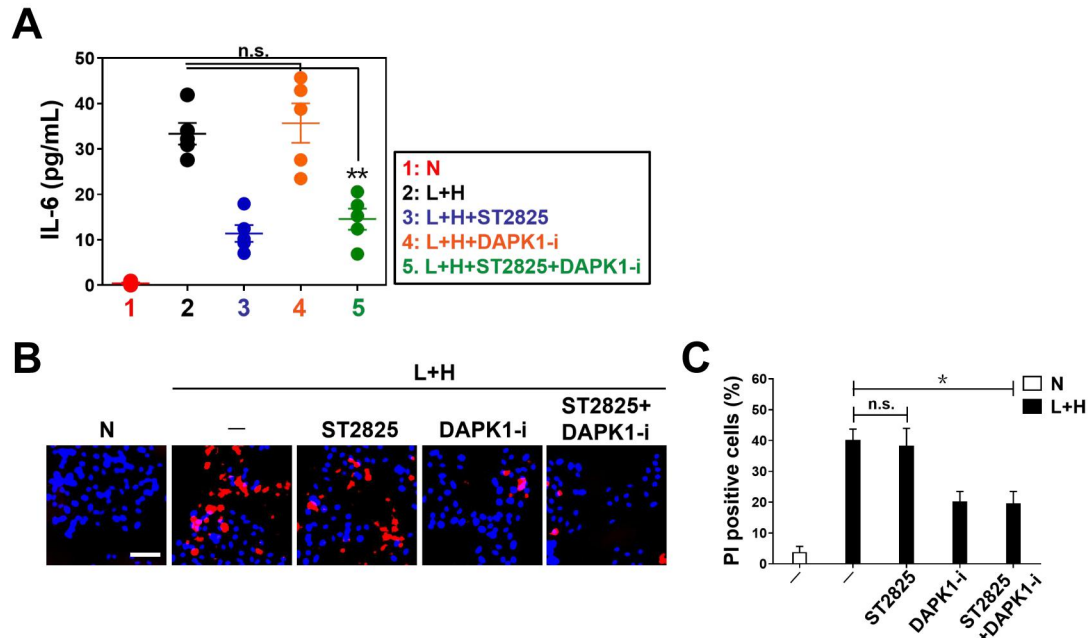 A
n.s.
50
40
30
20
10
0
IL-6 (pg/mL)
**
1 2 3 4 5
1: N
2: L+H
3: L+H+ST2825
4: L+H+DAPK1-i
5. L+H+ST2825+DAPK1-i
B
L+H
N — ST2825 DAPK1-i ST2825+
DAPK1-i
C
60
50
40
30
20
10
0
PI positive cells (%)
*
n.s.
N
L+H
— — ST2825 DAPK1-i ST2825
+DAPK1-i